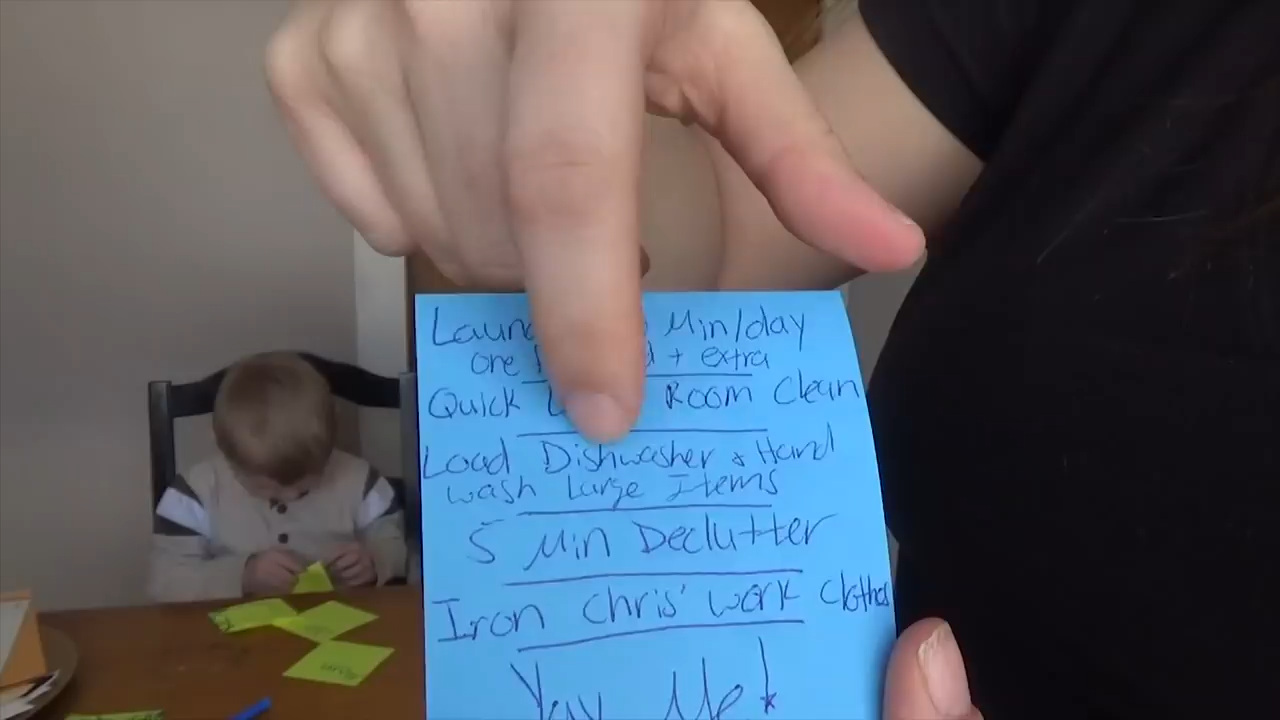 Min/day
one + extra
Quick Room Clean
Load Dishwasher & Hand
wash Large Items
5 Min Declutter
Iron Chris' work clothes
Yay Me!